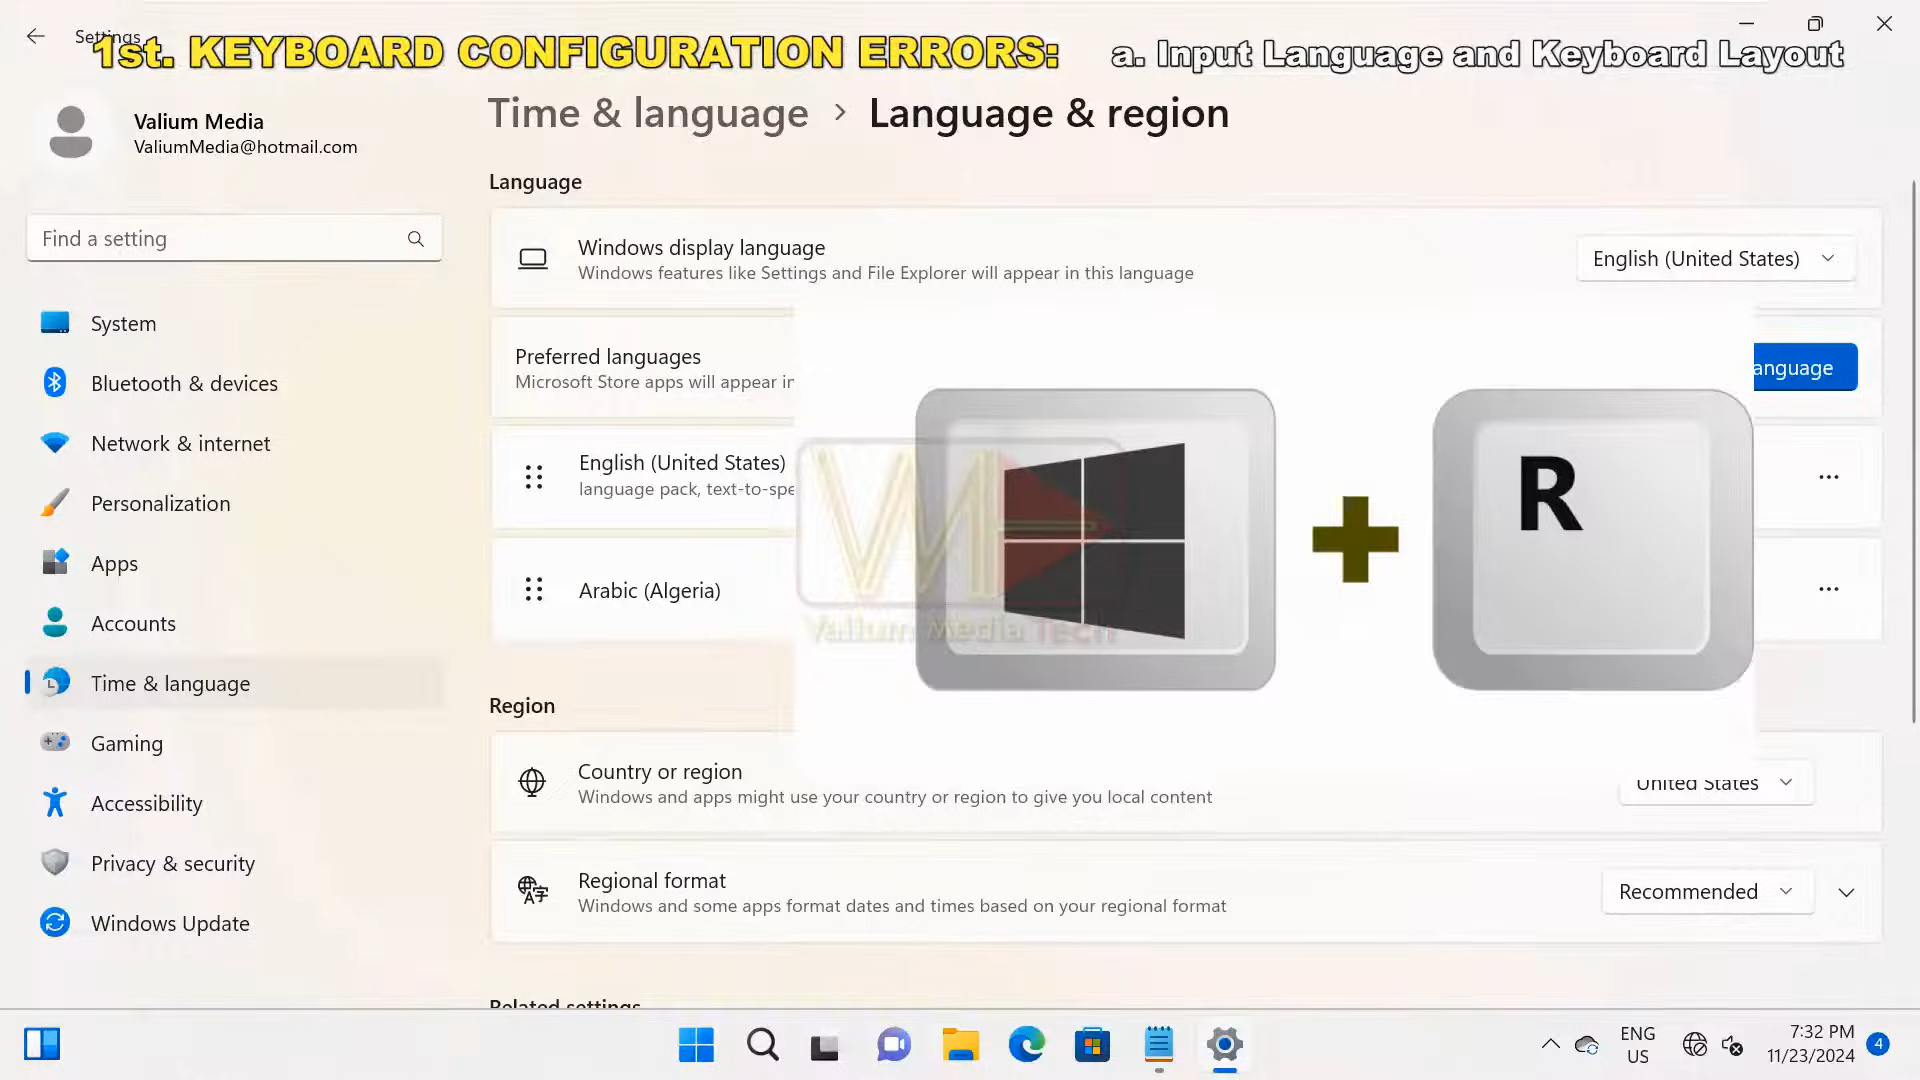 Settings
1st. KEYBOARD CONFIGURATION ERRORS:
a. Input Language and Keyboard Layout
Valium Media
ValiumMedia@hotmail.com
Find a setting
System
Bluetooth & devices
Network & internet
Personalization
Apps
Accounts
Time & language
Gaming
Accessibility
Privacy & security
Windows Update
Time & language > Language & region
Language
Windows display language
Windows features like Settings and File Explorer will appear in this language
English (United States)
Preferred languages
Microsoft Store apps will appear in
anguage
English (United States)
language pack, text-to-spe
Arabic (Algeria)
R
Valium Media Tech
Region
Country or region
Windows and apps might use your country or region to give you local content
United States
Regional format
Windows and some apps format dates and times based on your regional format
Recommended
Related settings
ENG
US
7:32 PM
11/23/2024
4